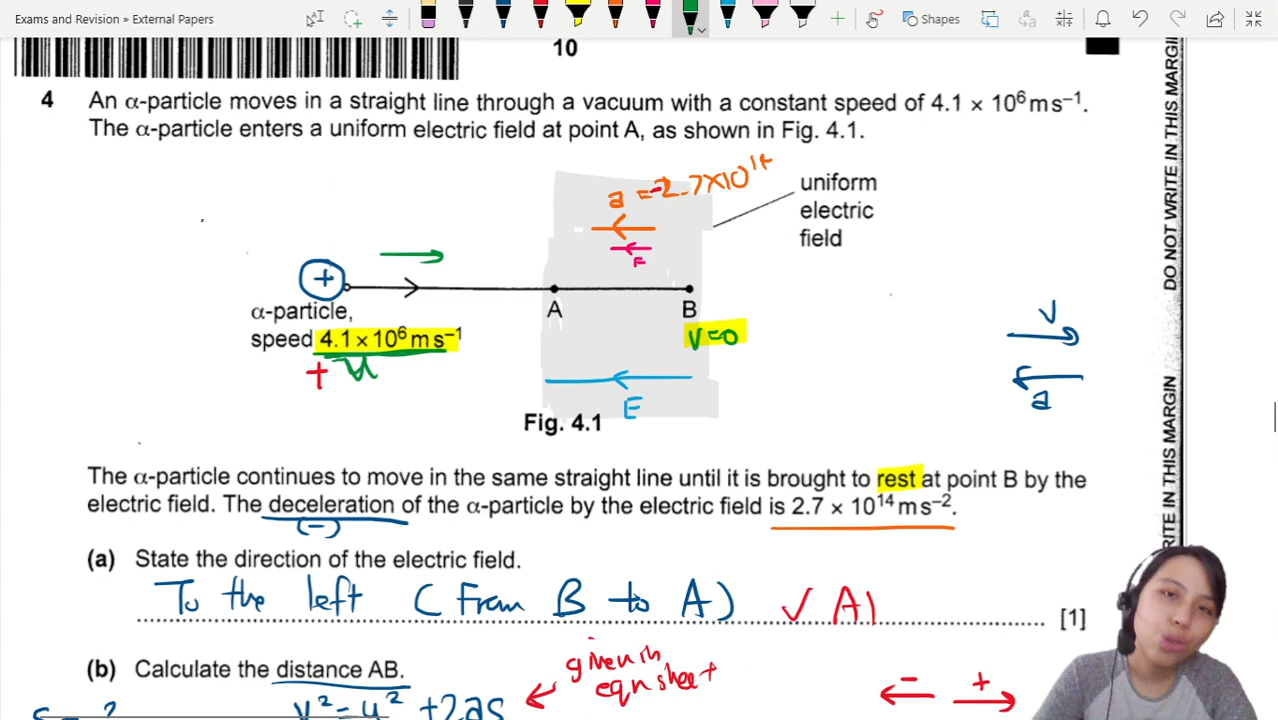 Exams and Revision » External Papers
Shapes
10
DO NOT WRITE IN THIS MARGIN
4 An α-particle moves in a straight line through a vacuum with a constant speed of 4.1 × 10⁶ m s⁻¹.
The α-particle enters a uniform electric field at point A, as shown in Fig. 4.1.
a = -2.7×10¹⁴
uniform
electric
field
F
+
A
B
α-particle,
speed 4.1 × 10⁶ m s⁻¹
v=0
+ u
E
v
a
Fig. 4.1
The α-particle continues to move in the same straight line until it is brought to rest at point B by the
electric field. The deceleration of the α-particle by the electric field is 2.7 × 10¹⁴ m s⁻².
(-)
RITE IN THIS MARGIN
(a) State the direction of the electric field.
To the left (From B to A) ✓ A1
[1]
(b) Calculate the distance AB.
given in
eqn sheet
- +
s = ? v² = u² + 2as